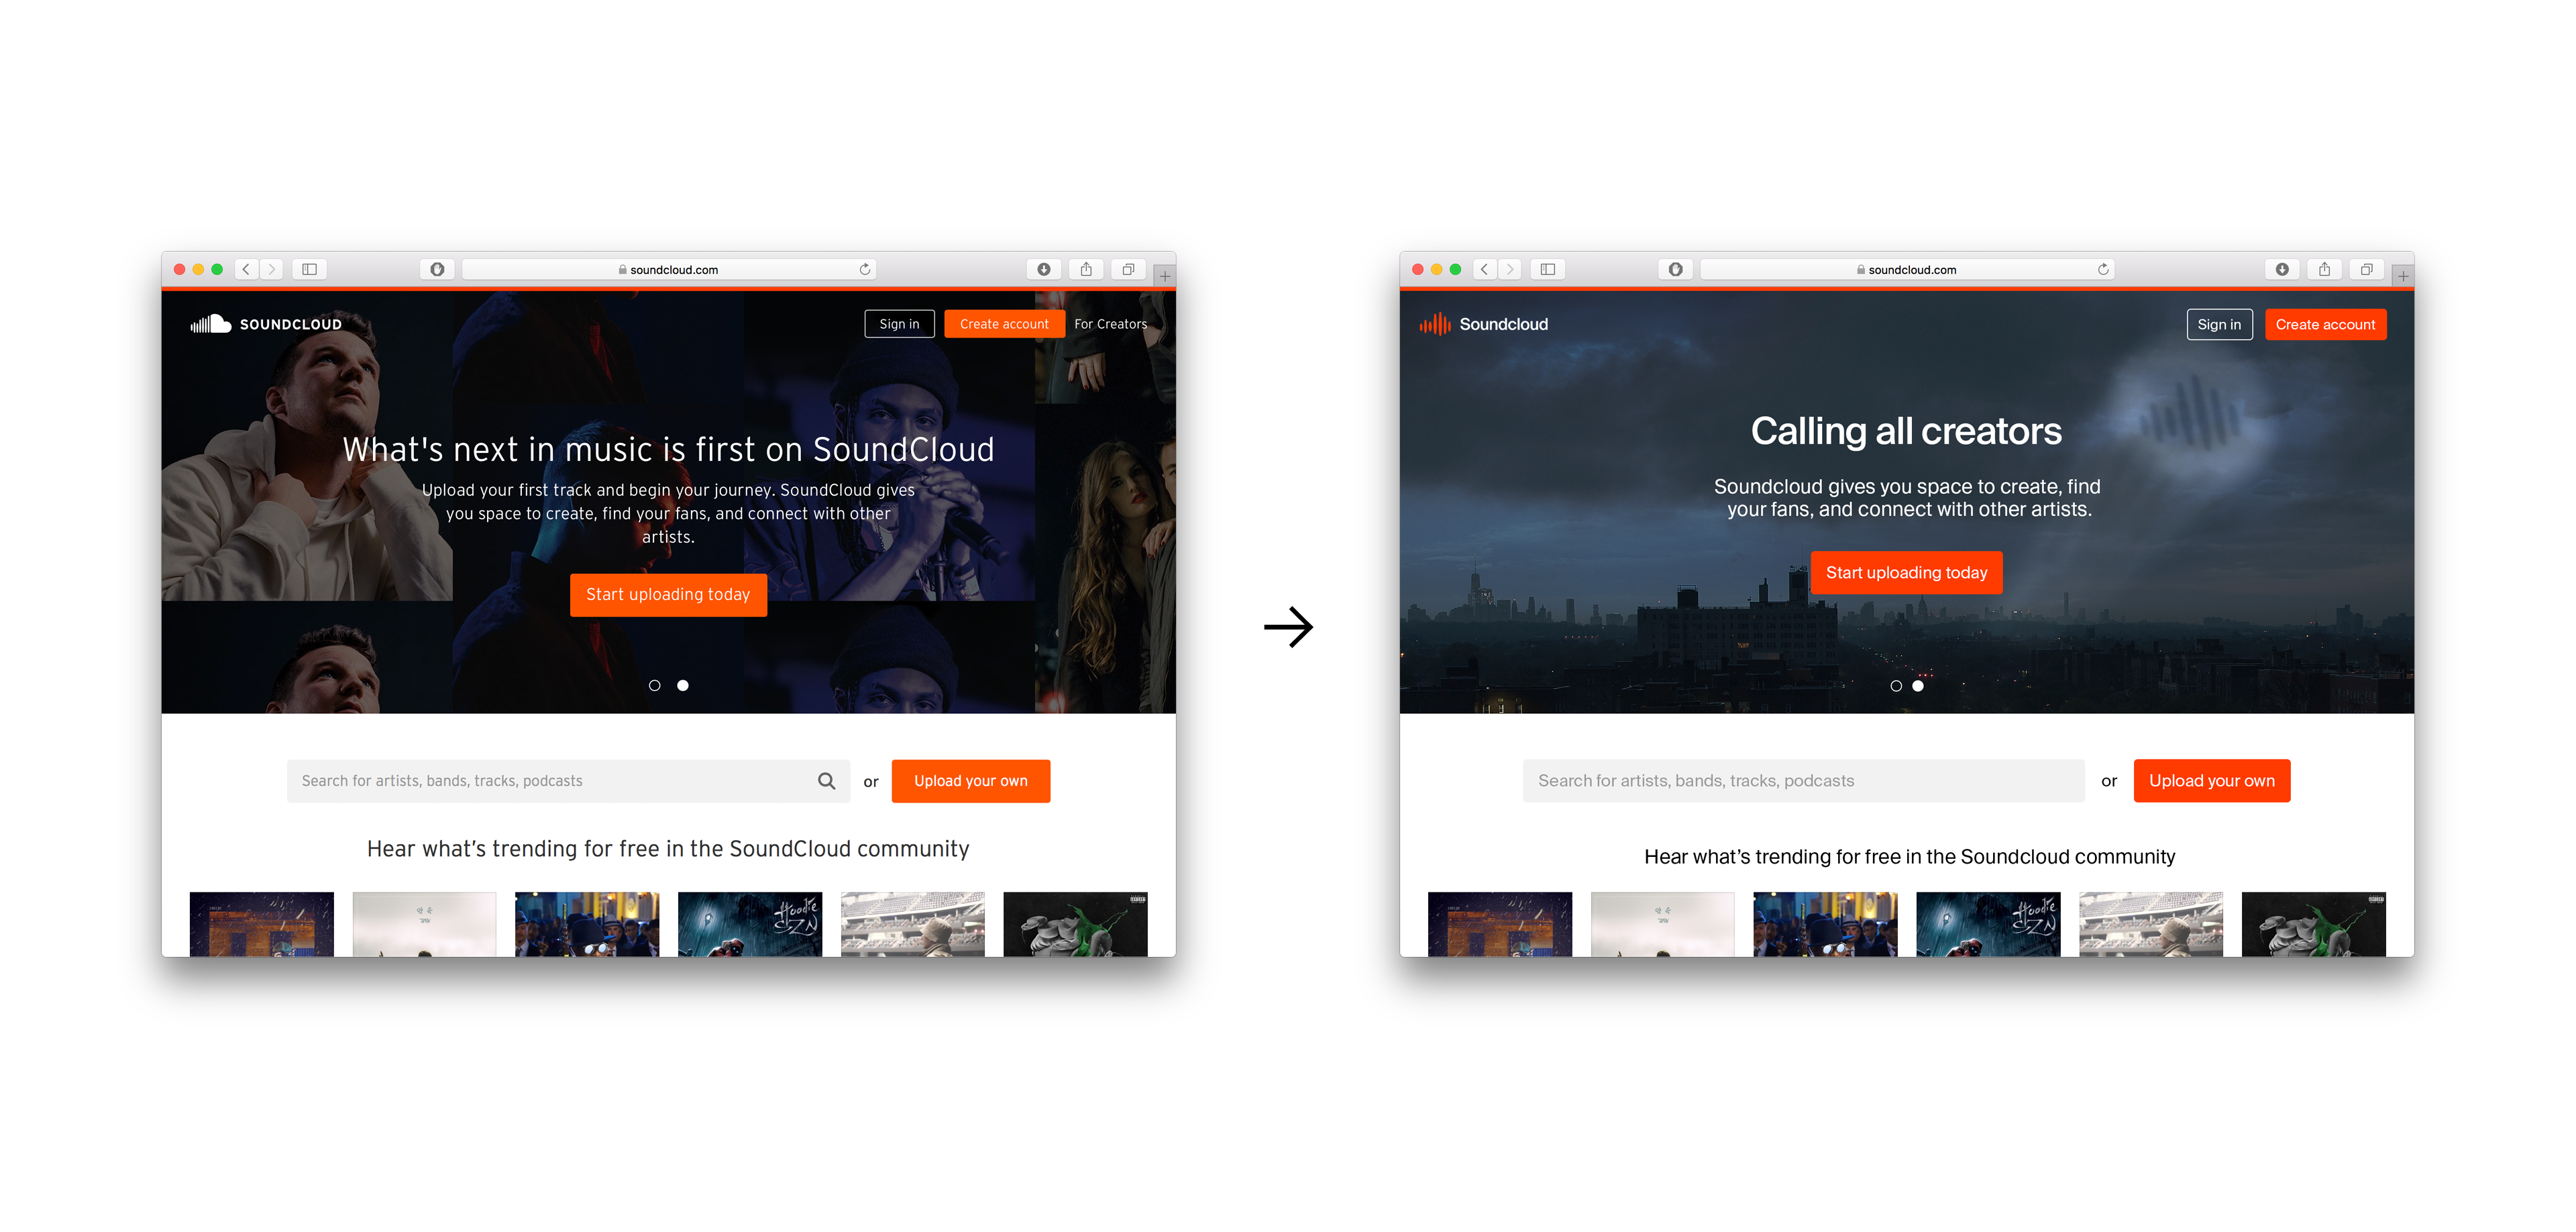 soundcloud.com
SOUNDCLOUD
Sign in
Create account
For Creators
What's next in music is first on SoundCloud
Upload your first track and begin your journey. SoundCloud gives
you space to create, find your fans, and connect with other
artists.
Start uploading today
Search for artists, bands, tracks, podcasts
or
Upload your own
Hear what’s trending for free in the SoundCloud community
Hoodie
SZN
soundcloud.com
Soundcloud
Sign in
Create account
Calling all creators
Soundcloud gives you space to create, find
your fans, and connect with other artists.
Start uploading today
Search for artists, bands, tracks, podcasts
or
Upload your own
Hear what’s trending for free in the Soundcloud community
Hoodie
SZN